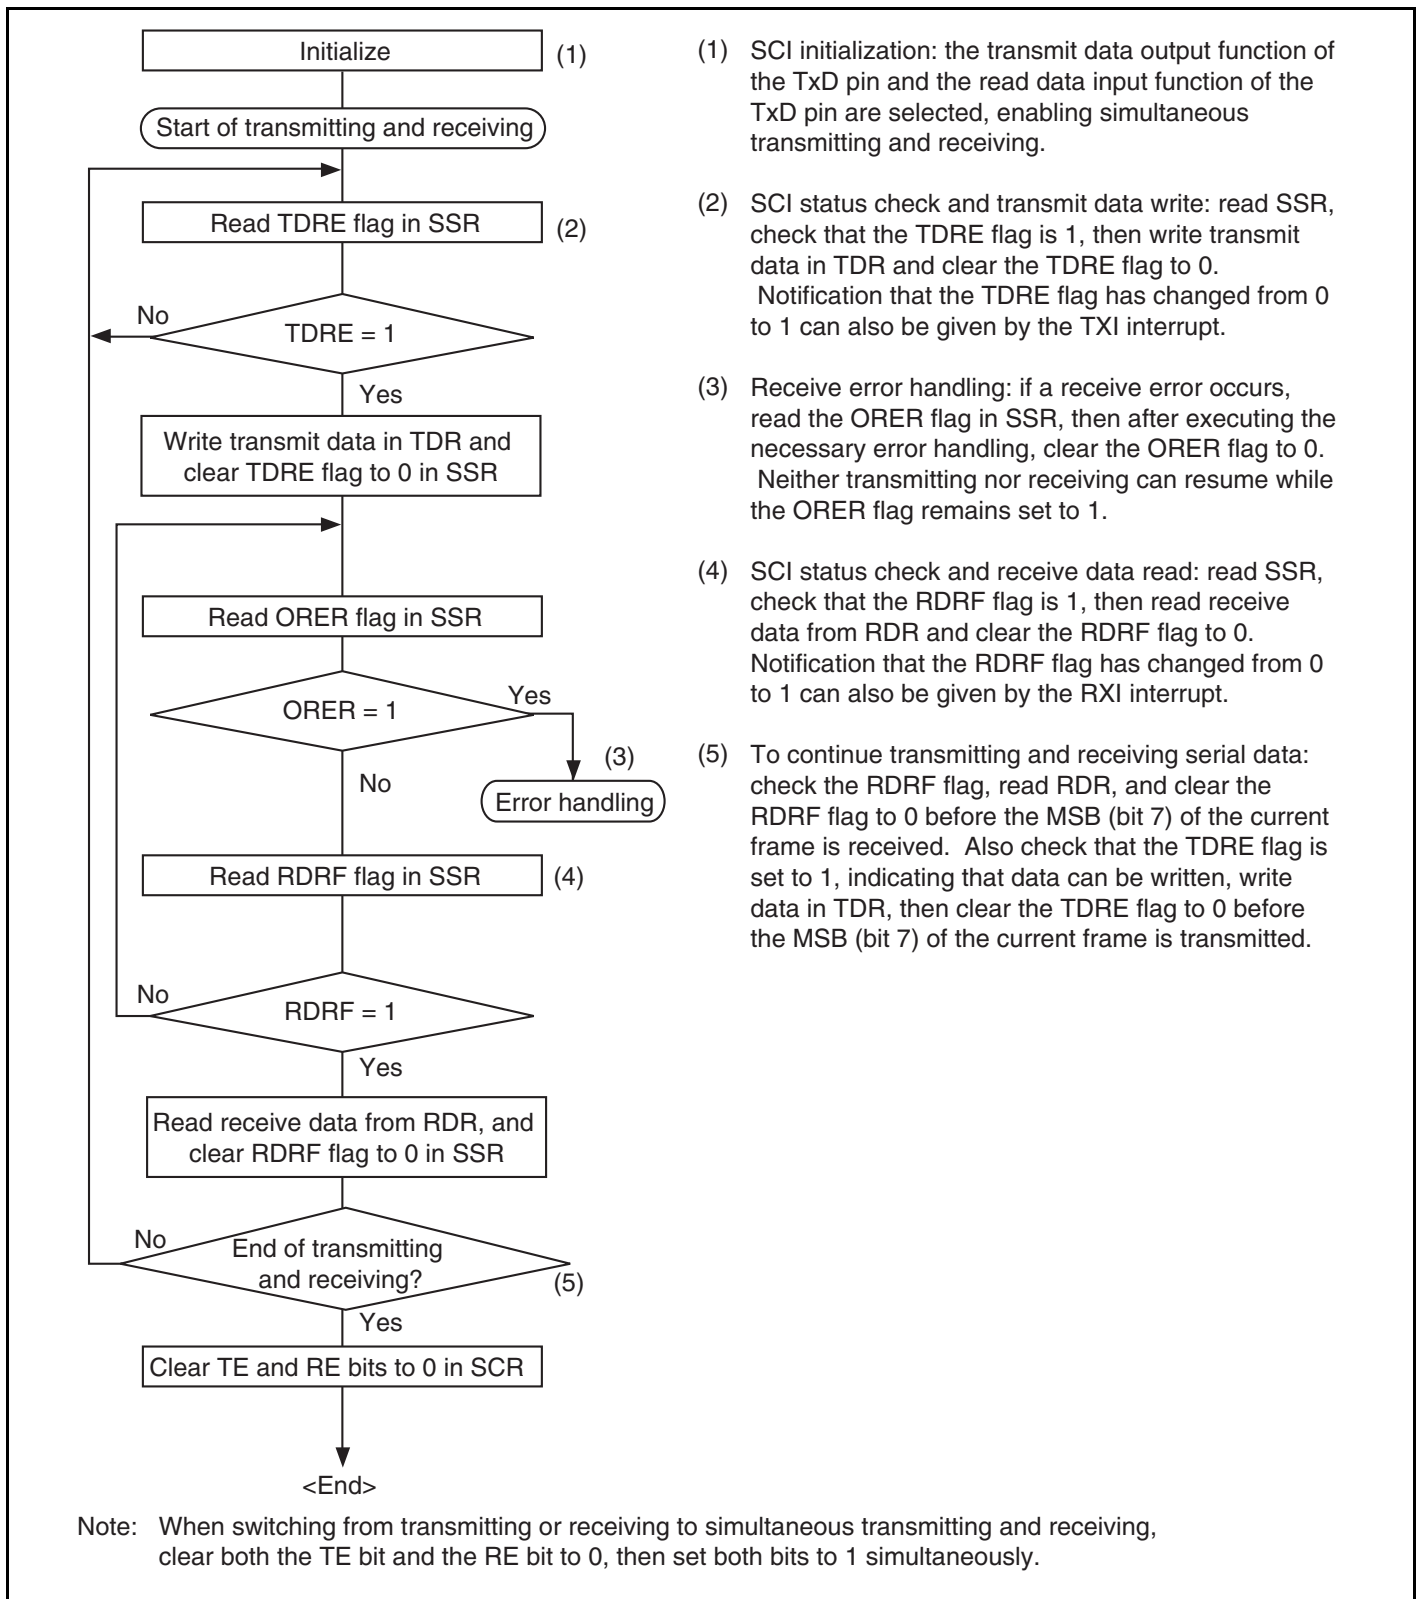 Initialize
(1)
Start of transmitting and receiving
Read TDRE flag in SSR
(2)
No
TDRE = 1
Yes
Write transmit data in TDR and
clear TDRE flag to 0 in SSR
Read ORER flag in SSR
ORER = 1
Yes
(3)
No
Error handling
Read RDRF flag in SSR
(4)
No
RDRF = 1
Yes
Read receive data from RDR, and
clear RDRF flag to 0 in SSR
No
End of transmitting
and receiving?
(5)
Yes
Clear TE and RE bits to 0 in SCR
<End>
(1) SCI initialization: the transmit data output function of
the TxD pin and the read data input function of the
TxD pin are selected, enabling simultaneous
transmitting and receiving.
(2) SCI status check and transmit data write: read SSR,
check that the TDRE flag is 1, then write transmit
data in TDR and clear the TDRE flag to 0.
Notification that the TDRE flag has changed from 0
to 1 can also be given by the TXI interrupt.
(3) Receive error handling: if a receive error occurs,
read the ORER flag in SSR, then after executing the
necessary error handling, clear the ORER flag to 0.
Neither transmitting nor receiving can resume while
the ORER flag remains set to 1.
(4) SCI status check and receive data read: read SSR,
check that the RDRF flag is 1, then read receive
data from RDR and clear the RDRF flag to 0.
Notification that the RDRF flag has changed from 0
to 1 can also be given by the RXI interrupt.
(5) To continue transmitting and receiving serial data:
check the RDRF flag, read RDR, and clear the
RDRF flag to 0 before the MSB (bit 7) of the current
frame is received. Also check that the TDRE flag is
set to 1, indicating that data can be written, write
data in TDR, then clear the TDRE flag to 0 before
the MSB (bit 7) of the current frame is transmitted.
Note: When switching from transmitting or receiving to simultaneous transmitting and receiving,
clear both the TE bit and the RE bit to 0, then set both bits to 1 simultaneously.